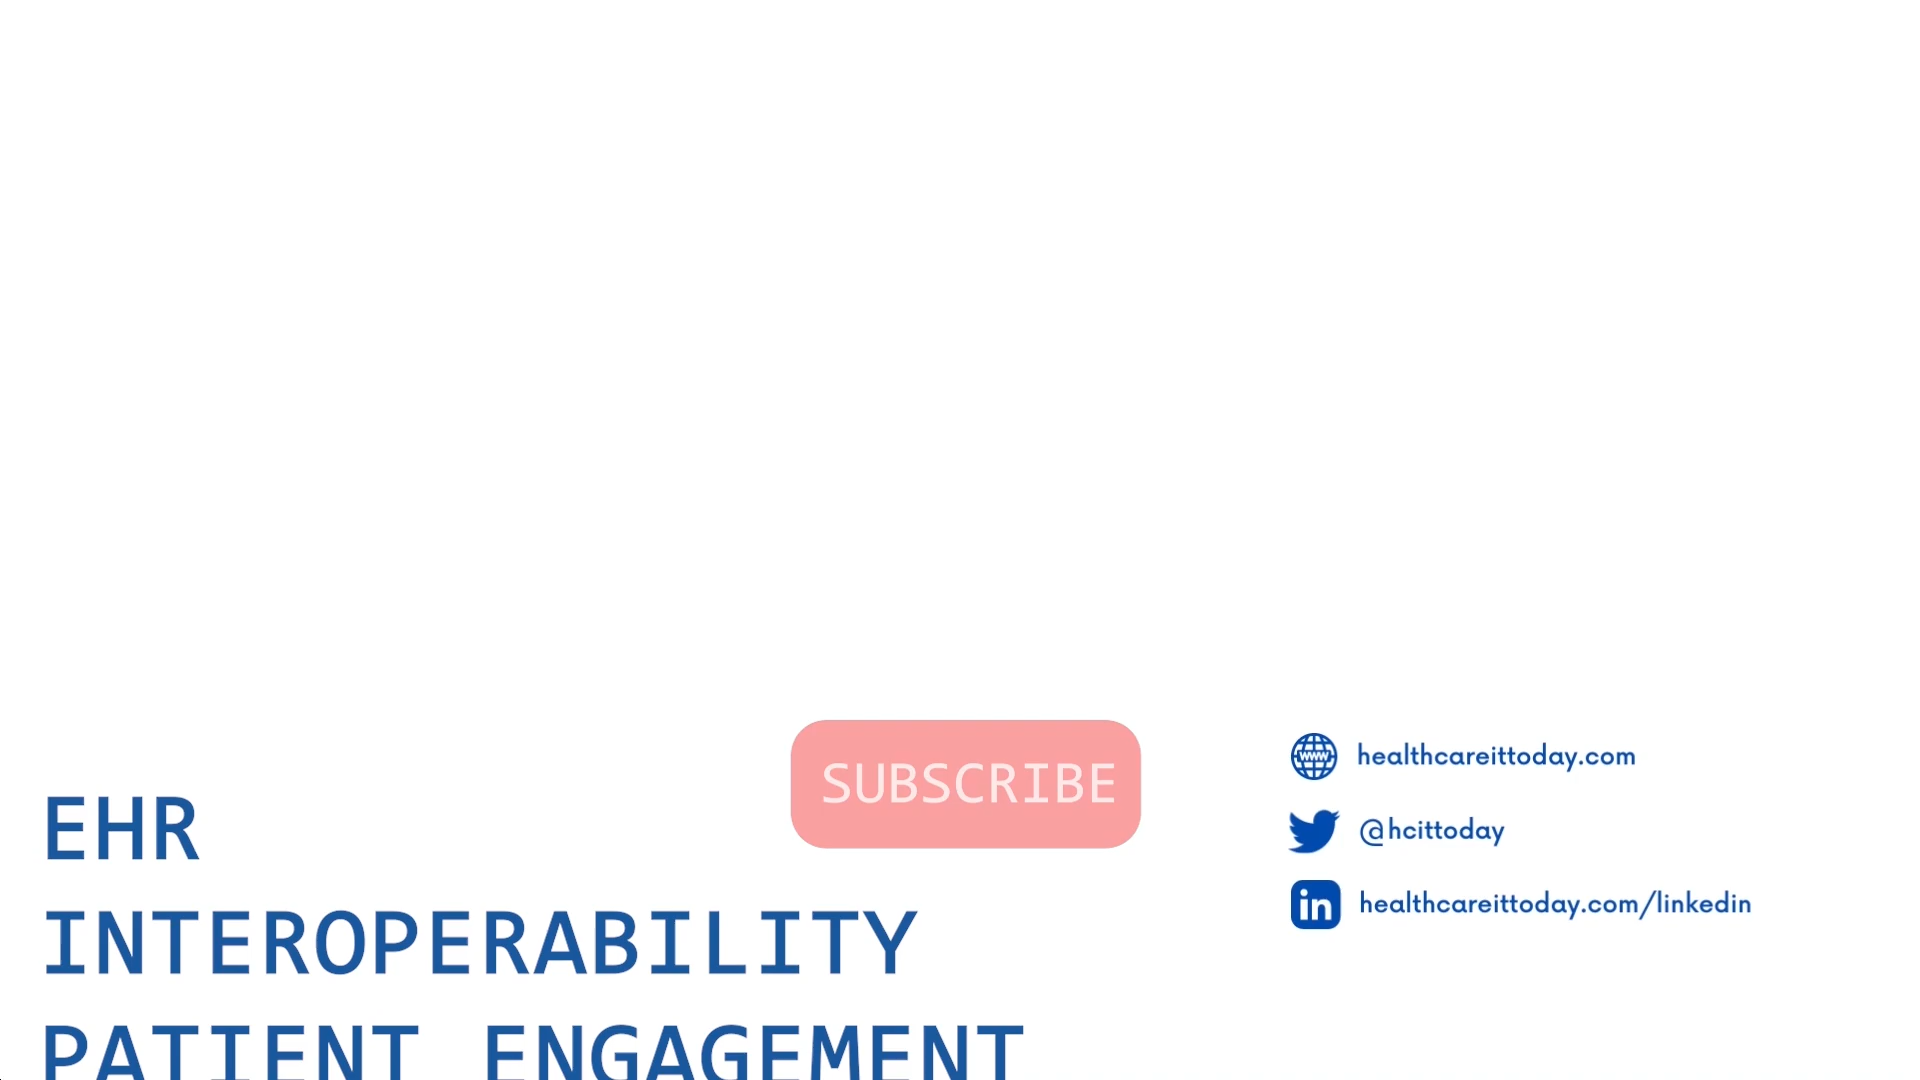 SUBSCRIBE
healthcareittoday.com
@hcittoday
healthcareittoday.com/linkedin
EHR
INTEROPERABILITY
PATIENT ENGAGEMENT